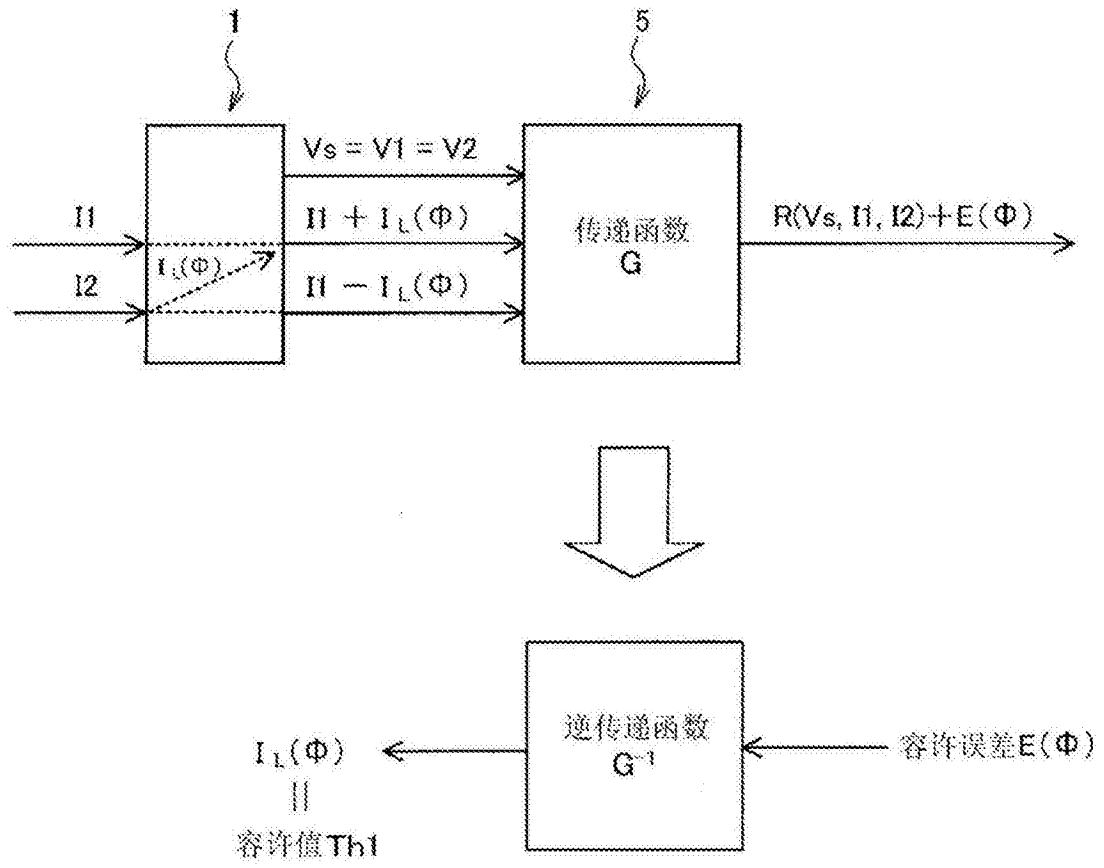 1
5
Vs = V1 = V2
I1
I1 + I_L(Φ)
传递函数
G
R(Vs, I1, I2)+E(Φ)
I_L(Φ)
I2
I1 − I_L(Φ)
逆传递函数
G⁻¹
I_L(Φ)
容许误差E(Φ)
||
容许值Th1